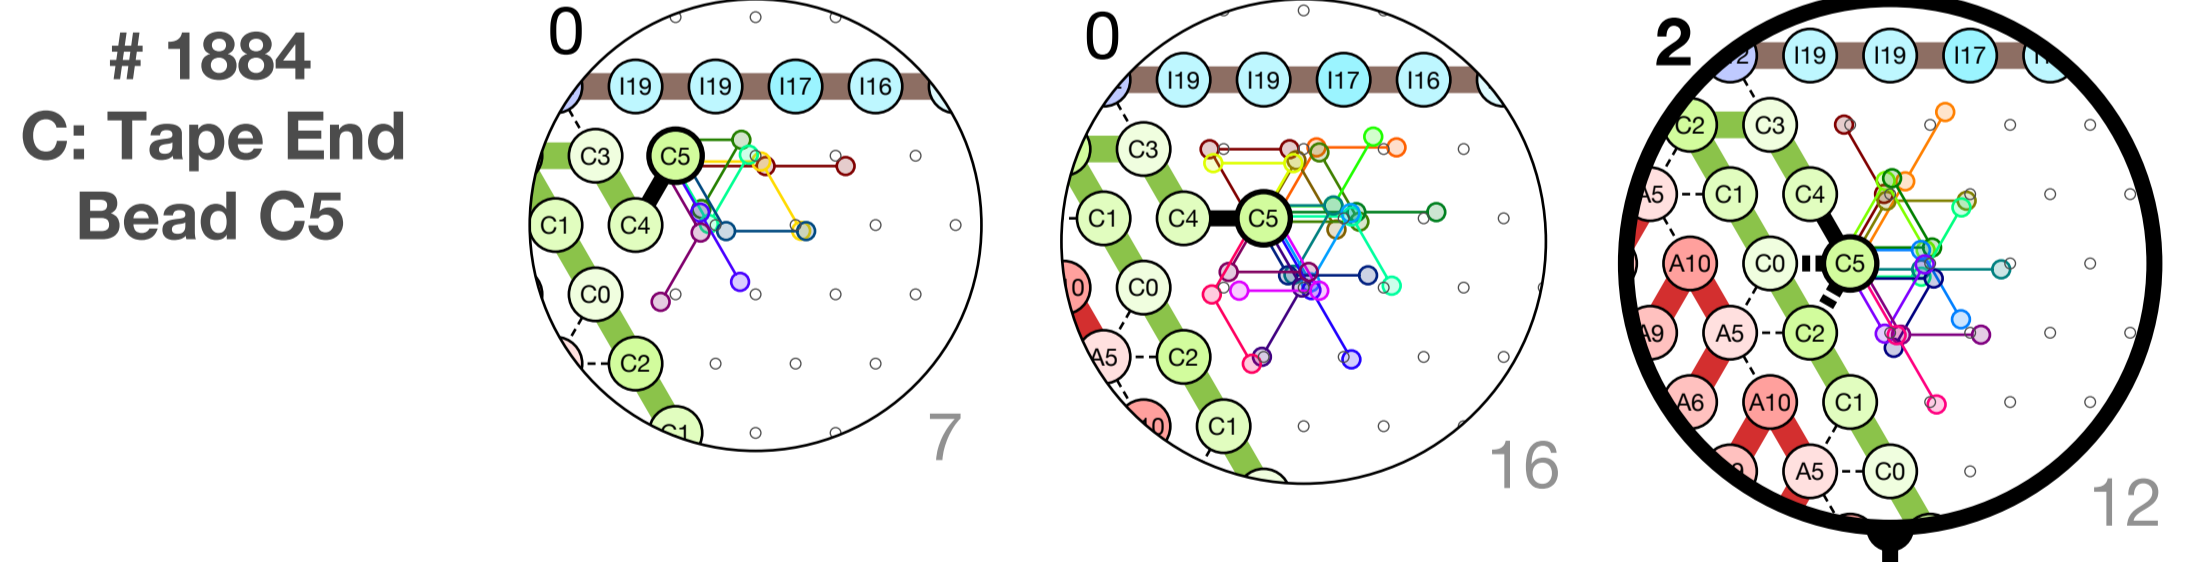 # 1884
C: Tape End
Bead C5
0
I19 I19 I17 I16
C3 C5
C1 C4
C0
C2
C1
7
0
I19 I19 I17 I16
C3
C1 C4 C5
C0
A5 C2
C1
16
2
I19 I19 I17
C2 C3
A5 C1 C4
A10 C0 C5
A9 A5 C2
A6 A10 C1
A5 C0
12